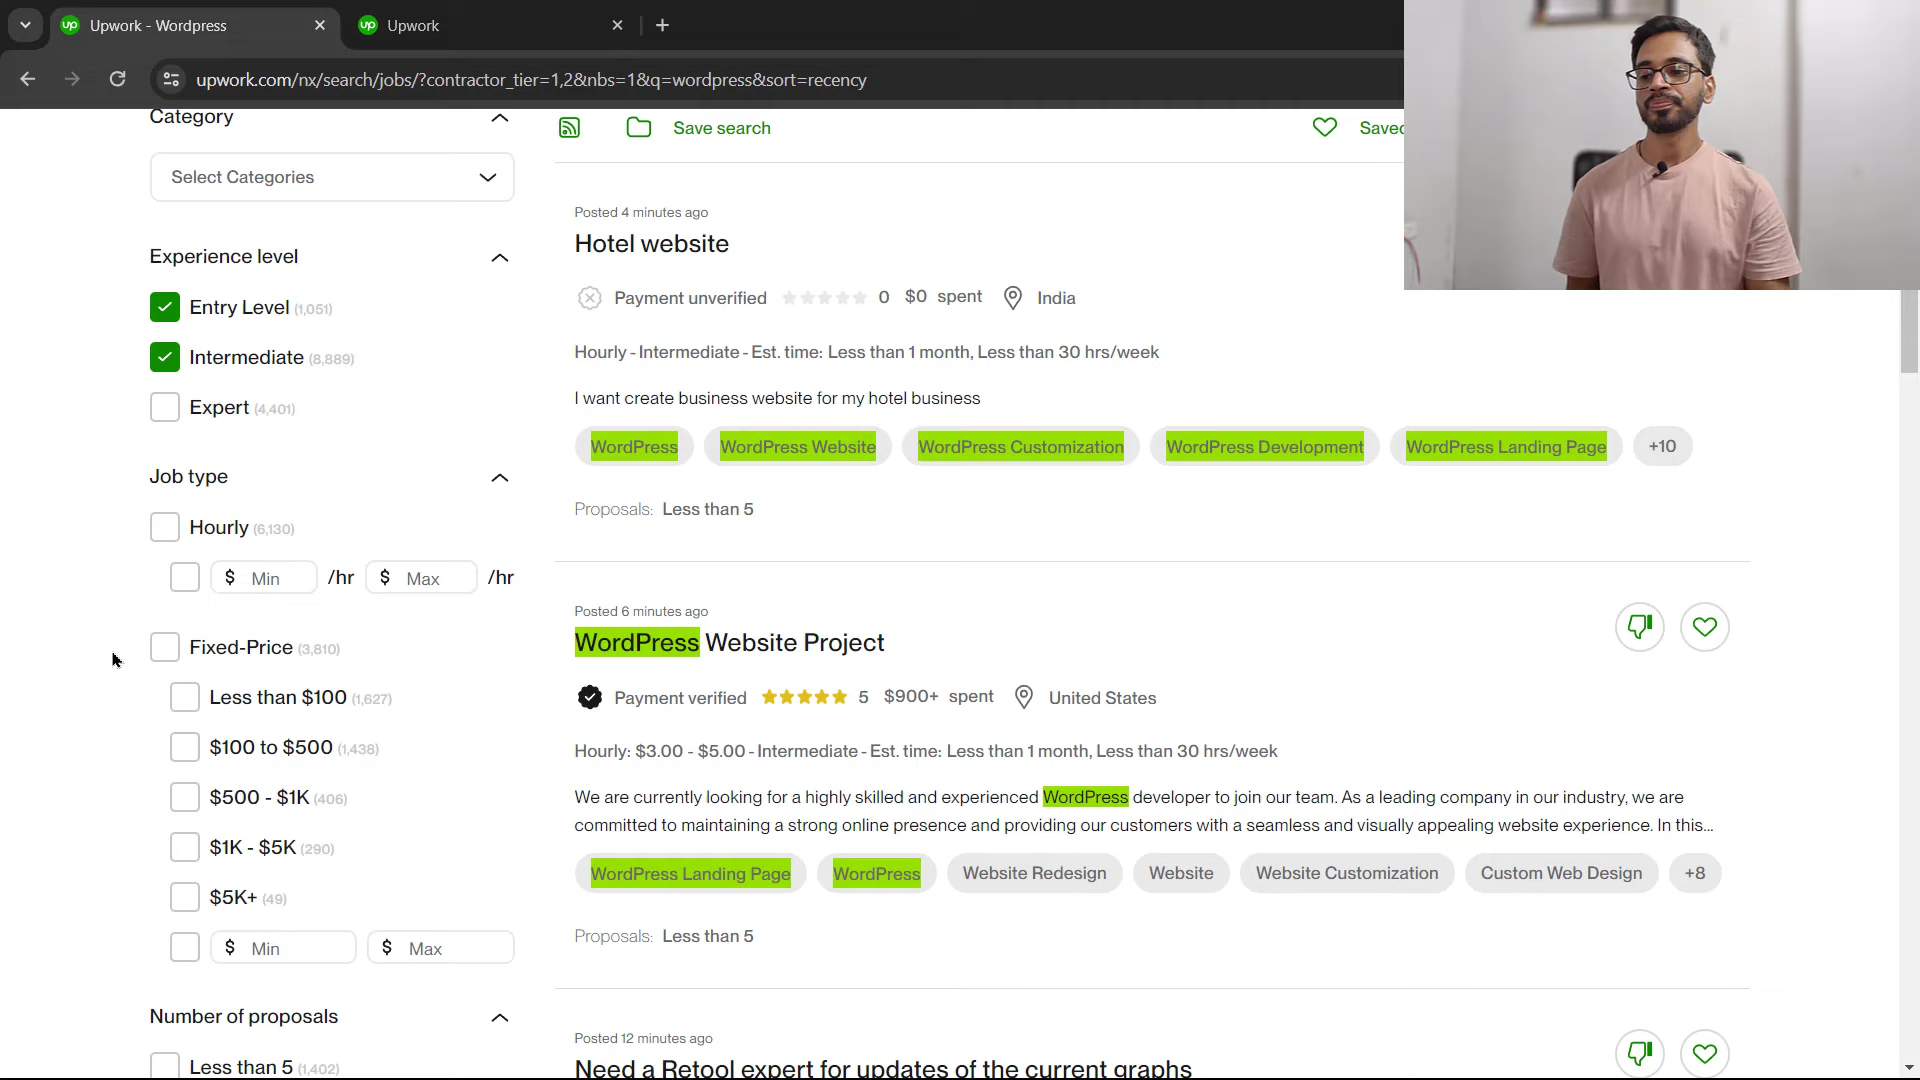 Upwork - Wordpress
Upwork
upwork.com/nx/search/jobs/?contractor_tier=1,2&nbs=1&q=wordpress&sort=recency
Category
Select Categories
Experience level
Entry Level (1,051)
Intermediate (8,889)
Expert (4,401)
Job type
Hourly (6,130)
$ Min /hr $ Max /hr
Fixed-Price (3,810)
Less than $100 (1,627)
$100 to $500 (1,438)
$500 - $1K (406)
$1K - $5K (290)
$5K+ (49)
$ Min $ Max
Number of proposals
Less than 5 (1,402)
Save search
Saved
Posted 4 minutes ago
Hotel website
Payment unverified 0 $0 spent India
Hourly - Intermediate - Est. time: Less than 1 month, Less than 30 hrs/week
I want create business website for my hotel business
WordPress WordPress Website WordPress Customization WordPress Development WordPress Landing Page +10
Proposals: Less than 5
Posted 6 minutes ago
WordPress Website Project
Payment verified 5 $900+ spent United States
Hourly: $3.00 - $5.00 - Intermediate - Est. time: Less than 1 month, Less than 30 hrs/week
We are currently looking for a highly skilled and experienced WordPress developer to join our team. As a leading company in our industry, we are
committed to maintaining a strong online presence and providing our customers with a seamless and visually appealing website experience. In this...
WordPress Landing Page WordPress Website Redesign Website Website Customization Custom Web Design +8
Proposals: Less than 5
Posted 12 minutes ago
Need a Retool expert for updates of the current graphs